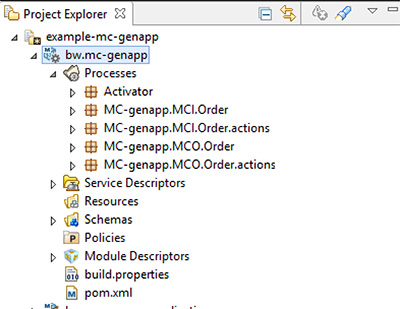 Project Explorer
example-mc-genapp
bw.mc-genapp
Processes
Activator
MC-genapp.MCI.Order
MC-genapp.MCI.Order.actions
MC-genapp.MCO.Order
MC-genapp.MCO.Order.actions
Service Descriptors
Resources
Schemas
Policies
Module Descriptors
build.properties
pom.xml